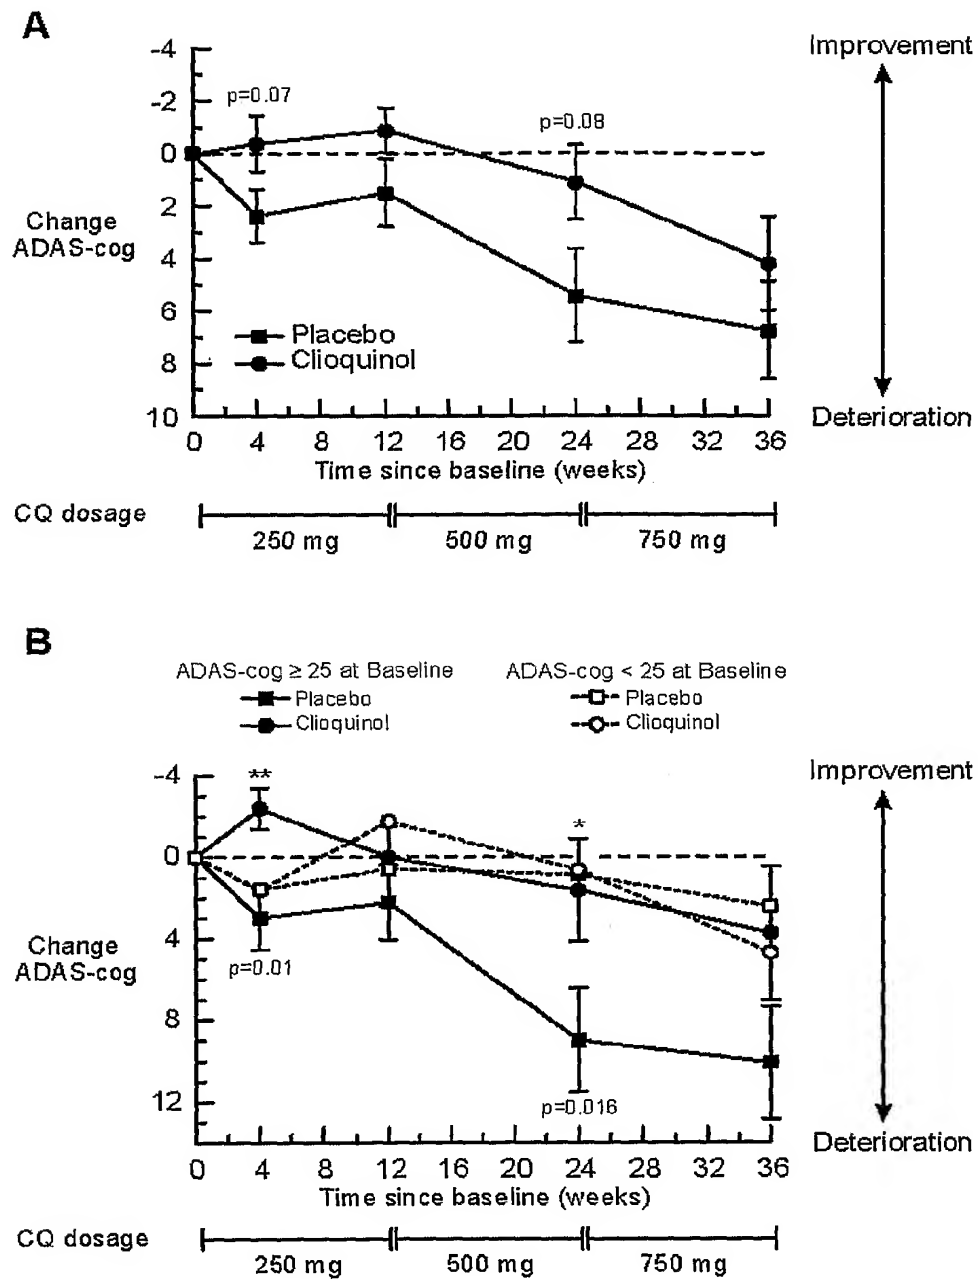 A
Improvement
-4
-2
0
2
4
6
8
10
p=0.07
p=0.08
Change
ADAS-cog
Placebo
Clioquinol
Deterioration
0 4 8 12 16 20 24 28 32 36
Time since baseline (weeks)
CQ dosage
250 mg 500 mg 750 mg
B
ADAS-cog ≥ 25 at Baseline
Placebo
Clioquinol
ADAS-cog < 25 at Baseline
Placebo
Clioquinol
Improvement
-4
0
4
8
12
**
*
p=0.01
p=0.016
Change
ADAS-cog
Deterioration
0 4 8 12 16 20 24 28 32 36
Time since baseline (weeks)
CQ dosage
250 mg 500 mg 750 mg